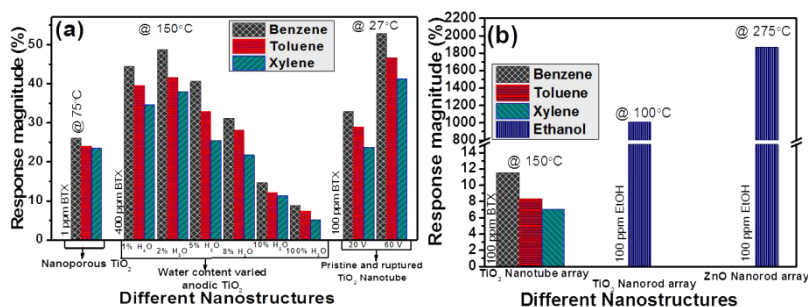 (a)
@ 150°C
@ 27°C
Benzene
Toluene
Xylene
@ 75°C
Response magnitude (%)
50
40
30
20
10
0
1 ppm BTX
400 ppm BTX
100 ppm BTX
1% H₂O
2% H₂O
5% H₂O
8% H₂O
10% H₂O
100% H₂O
20 V
60 V
Nanoporous TiO₂
Water content varied
anodic TiO₂
Pristine and ruptured
TiO₂ Nanotube
Different Nanostructures
(b)
@ 275°C
Benzene
Toluene
Xylene
Ethanol
@ 100°C
@ 150°C
Response magnitude (%)
2200
2000
1800
1600
1400
1200
1000
800
14
12
10
8
6
4
2
0
100 ppm BTX
100 ppm EtOH
100 ppm EtOH
TiO₂ Nanotube array
TiO₂ Nanorod array
ZnO Nanorod array
Different Nanostructures